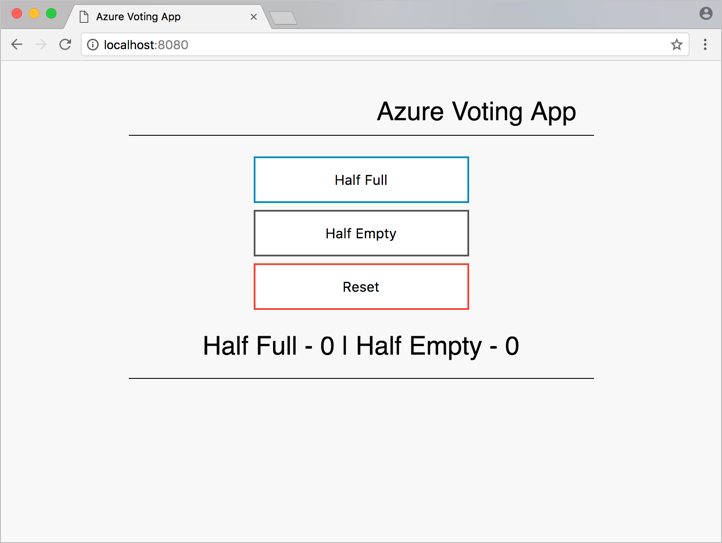 Azure Voting App
localhost:8080
Azure Voting App
Half Full
Half Empty
Reset
Half Full - 0 | Half Empty - 0